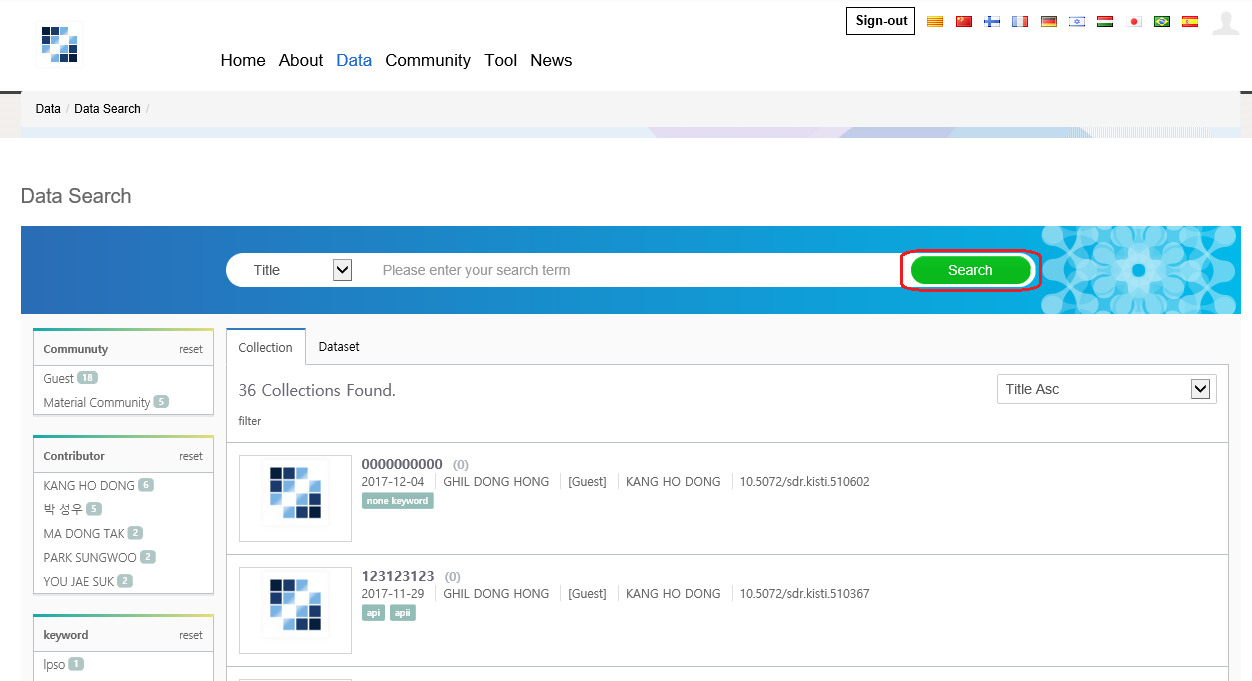 Sign-out
Home About Data Community Tool News
Data / Data Search /
Data Search
Title Please enter your search term Search
Communuty reset
Guest 18
Material Community 5
Contributor reset
KANG HO DONG 6
박 성우 5
MA DONG TAK 2
PARK SUNGWOO 2
YOU JAE SUK 2
keyword reset
Ipso 1
Collection Dataset
36 Collections Found. Title Asc
filter
0000000000 (0)
2017-12-04 GHIL DONG HONG [Guest] KANG HO DONG 10.5072/sdr.kisti.510602
none keyword
123123123 (0)
2017-11-29 GHIL DONG HONG [Guest] KANG HO DONG 10.5072/sdr.kisti.510367
api apii